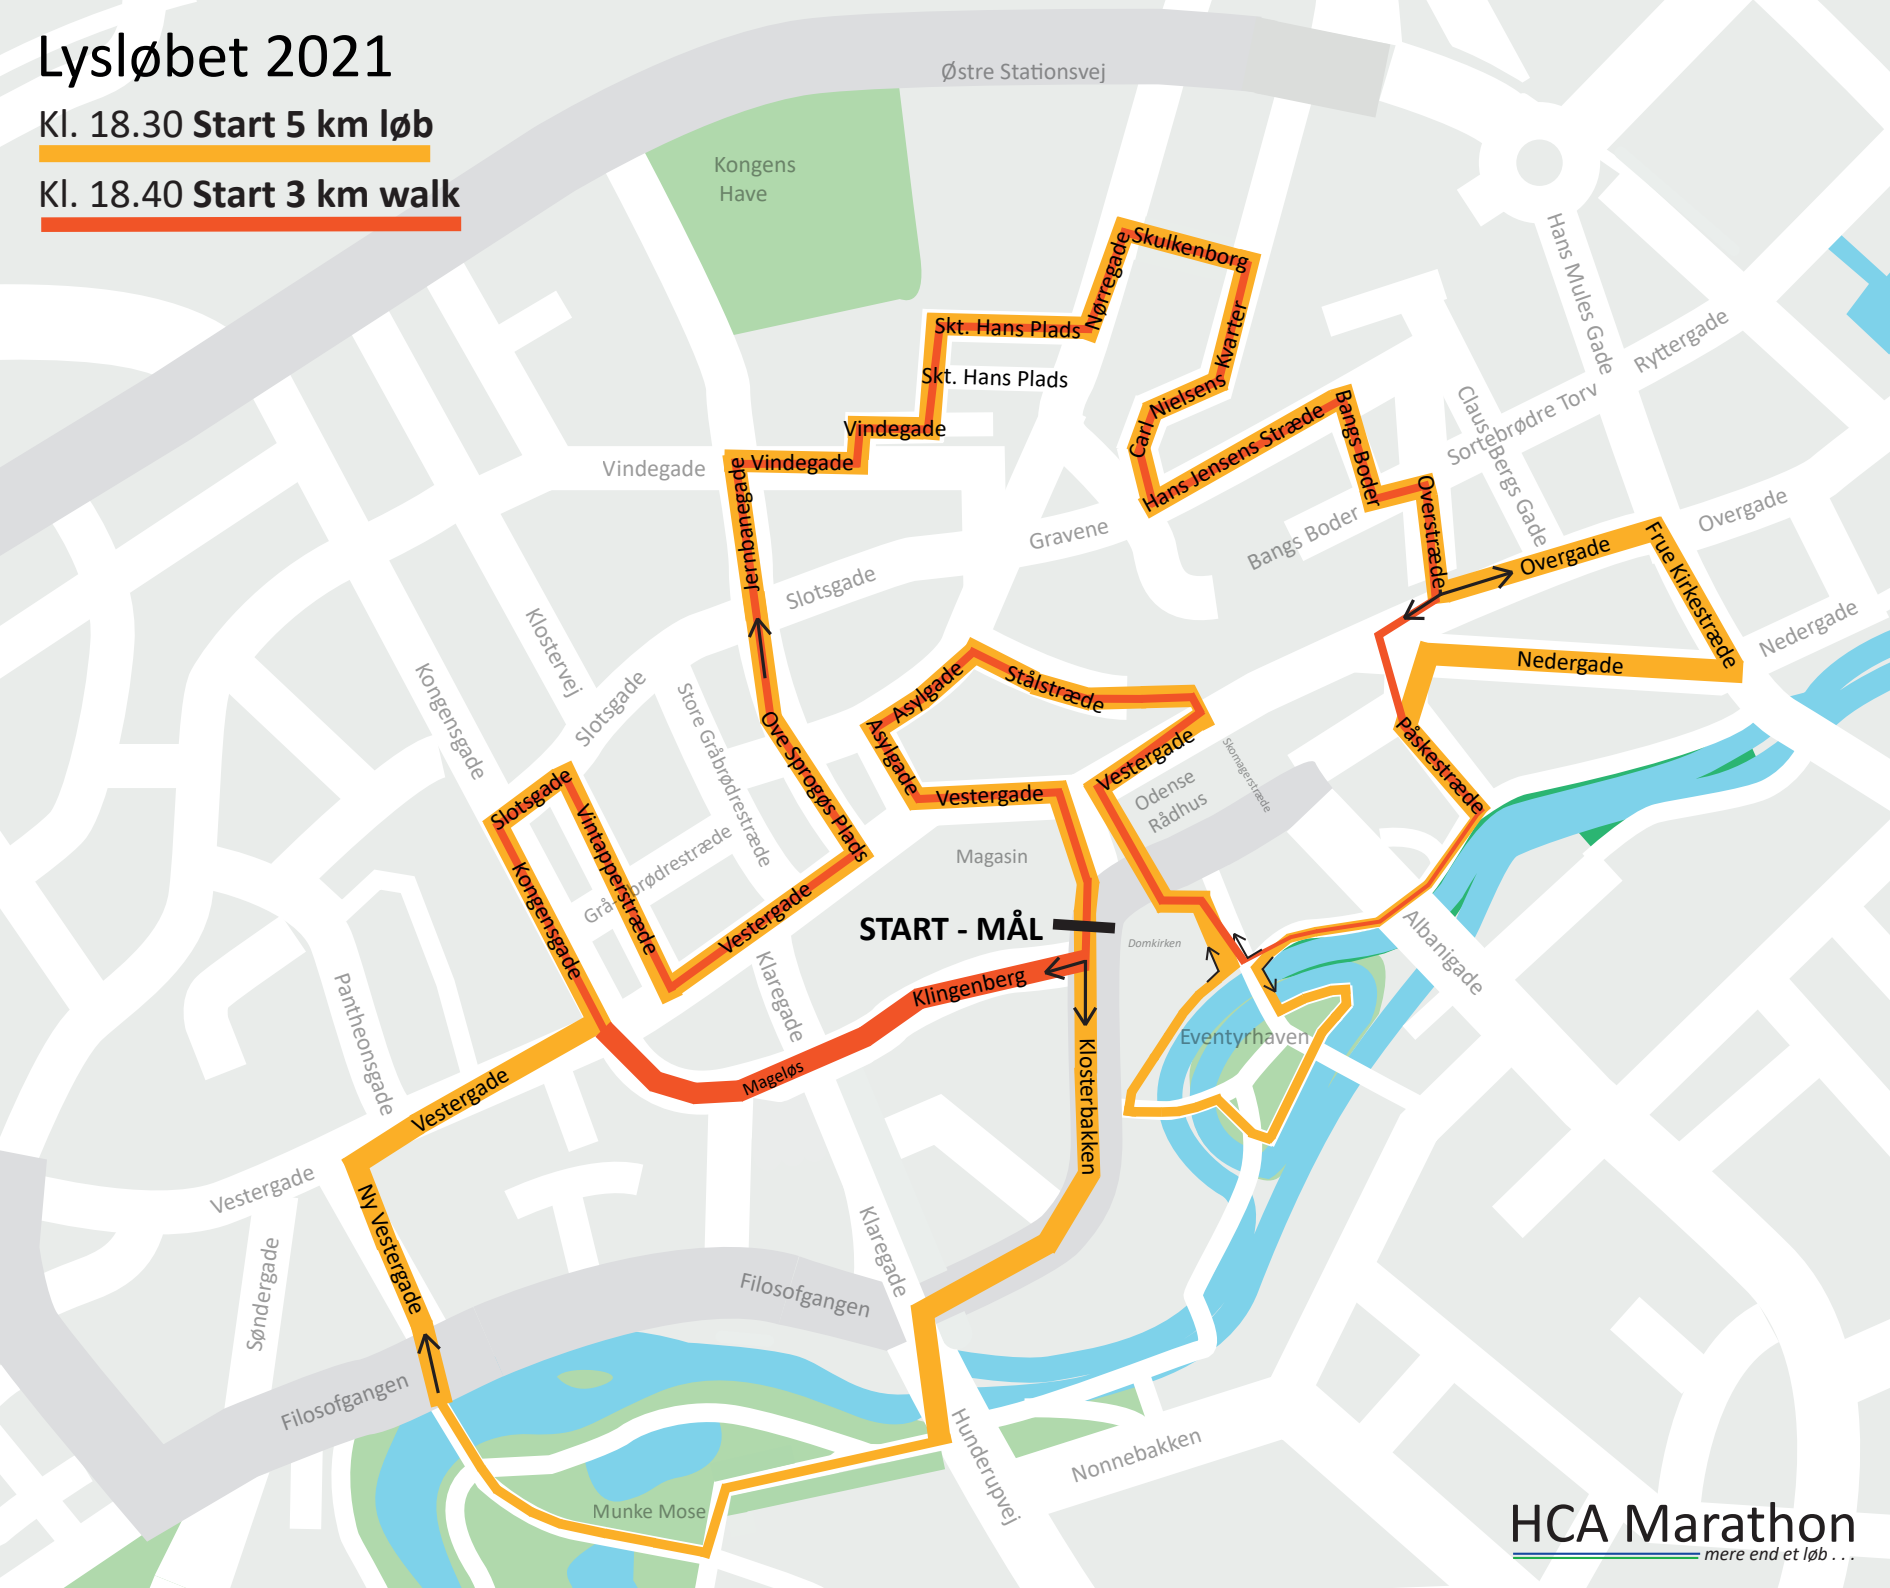 Lysløbet 2021
Kl. 18.30 Start 5 km løb
Kl. 18.40 Start 3 km walk
Østre Stationsvej
Kongens
Have
Hans Mules Gade
Ryttergade
Skulkenborg
Nørregade
Skt. Hans Plads
Skt. Hans Plads
Carl Nielsens Kvarter
Vindegade
Vindegade
Vindegade
Hans Jensens Stræde
Bangs Boder
Bangs Boder
Claus Bergs Gade
Sortebrødre Torv
Overstræde
Overgade
Overgade
Frue Kirkestræde
Nedergade
Nedergade
Gravene
Jernbanegade
Slotsgade
Slotsgade
Slotsgade
Klostervej
Kongensgade
Kongensgade
Store Gråbrødrestræde
Gråbrødrestræde
Ove Sprogøs Plads
Vintapperstræde
Vestergade
Asylgade
Asylgade
Stålstræde
Vestergade
Vestergade
Odense
Rådhus
Skomagerstræde
Påskestræde
Magasin
START - MÅL
Domkirken
Albanigade
Klingenberg
Klaregade
Mageløs
Eventyrhaven
Klosterbakken
Pantheonsgade
Vestergade
Vestergade
Ny Vestergade
Søndergade
Klaregade
Filosofgangen
Filosofgangen
Munke Mose
Hunderupvej
Nonnebakken
HCA Marathon
mere end et løb . . .